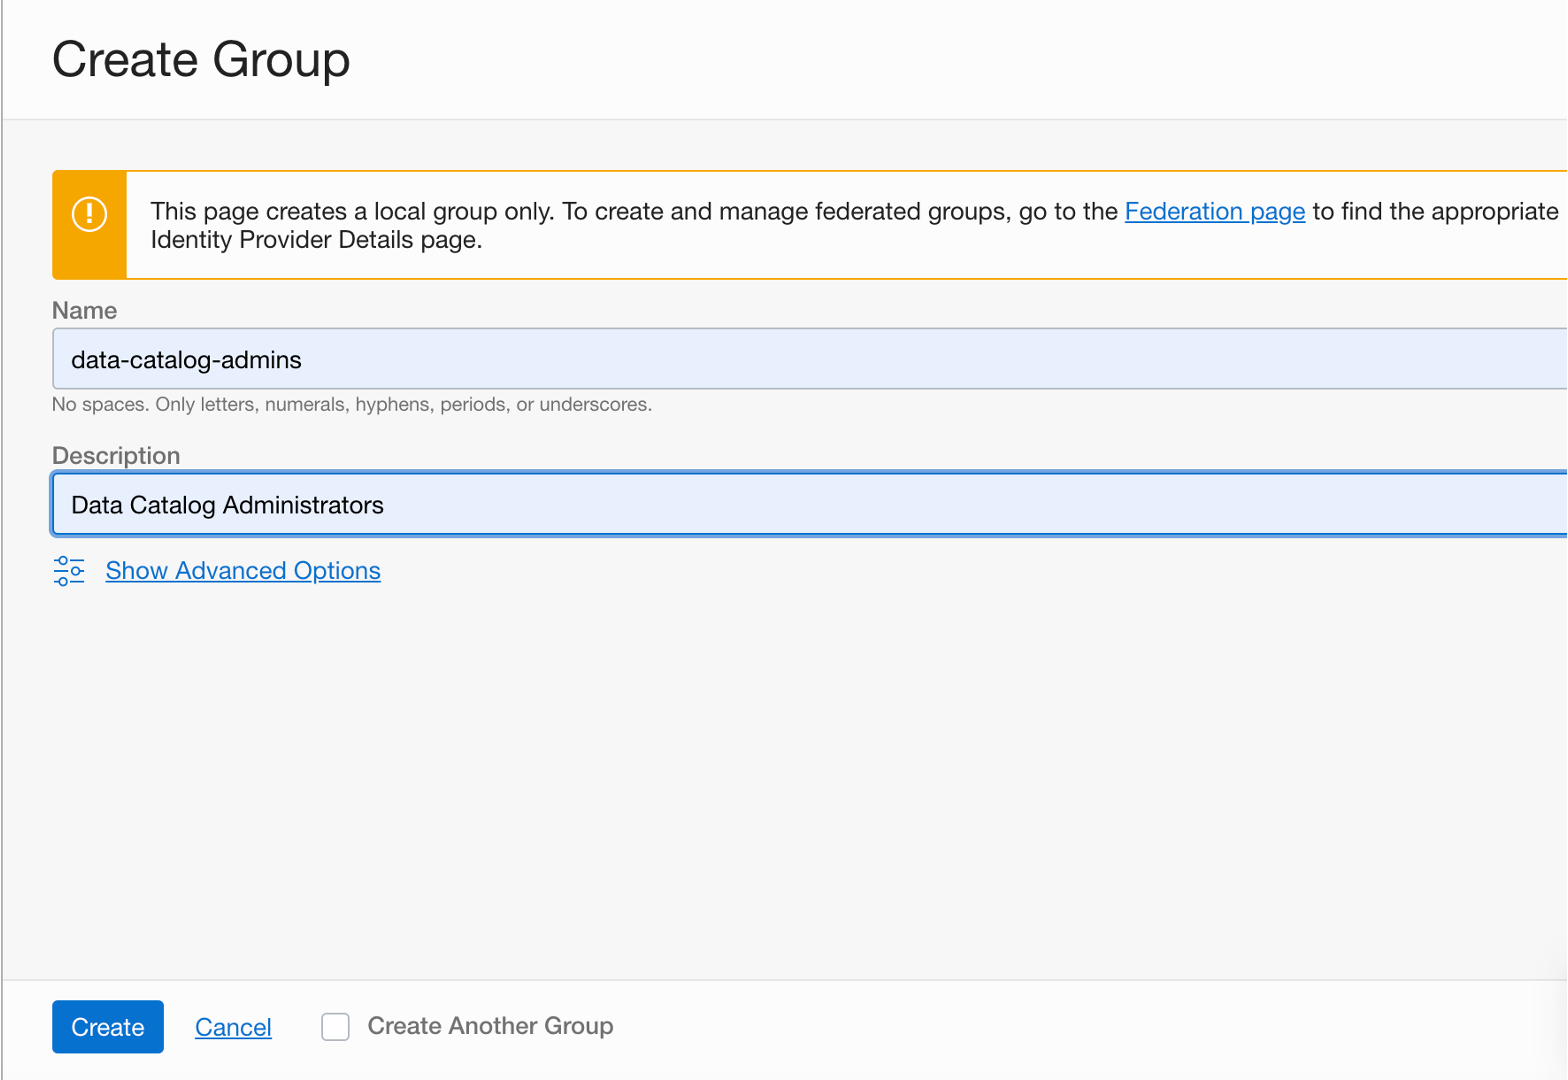 Create Group
This page creates a local group only. To create and manage federated groups, go to the Federation page to find the appropriate
Identity Provider Details page.
Name
data-catalog-admins
No spaces. Only letters, numerals, hyphens, periods, or underscores.
Description
Data Catalog Administrators
Show Advanced Options
Create Cancel Create Another Group